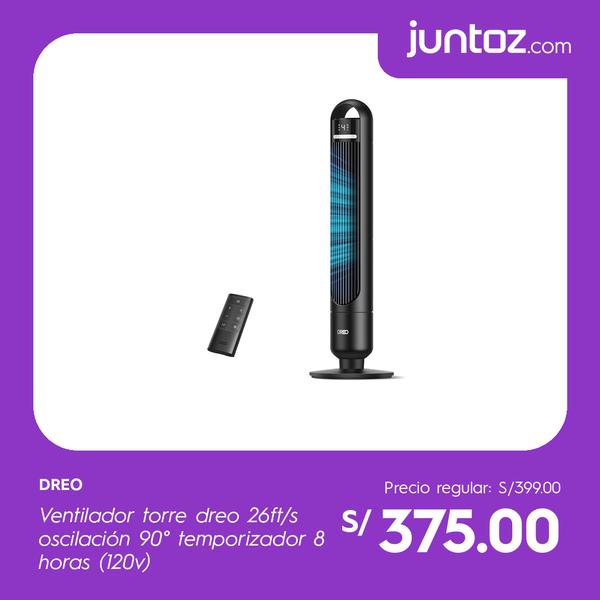 juntoz.com
DREO
DREO
Ventilador torre dreo 26ft/s
oscilación 90° temporizador 8
horas (120v)
Precio regular: S/399.00
S/ 375.00